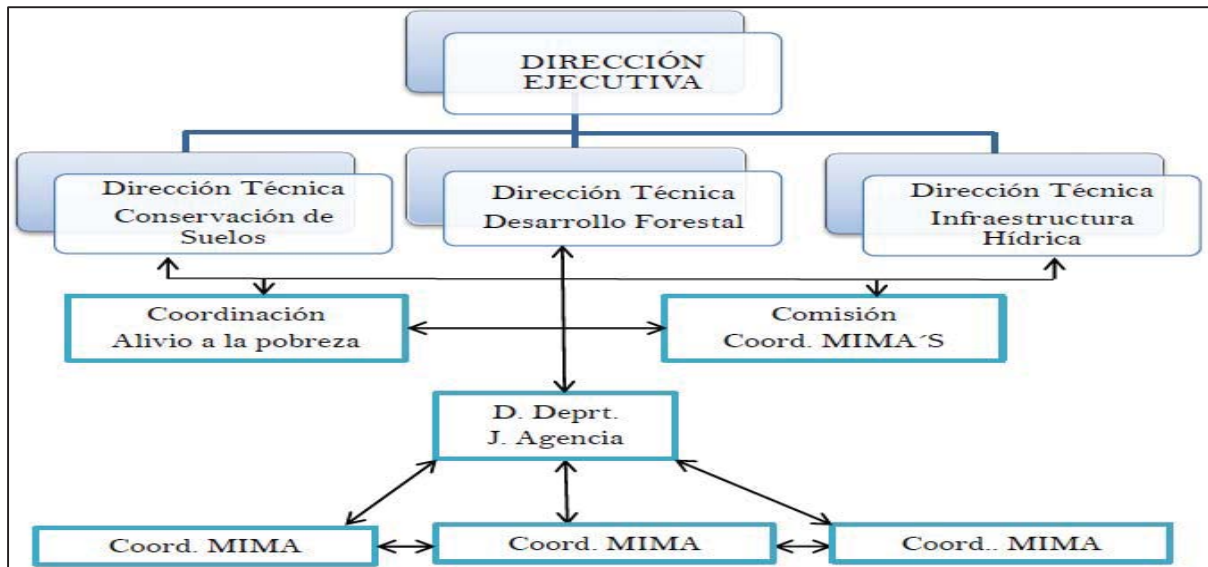 DIRECCIÓN
EJECUTIVA
Dirección Técnica
Conservación de
Suelos
Dirección Técnica
Desarrollo Forestal
Dirección Técnica
Infraestructura
Hídrica
Coordinación
Alivio a la pobreza
Comisión
Coord. MIMA´S
D. Deprt.
J. Agencia
Coord. MIMA
Coord. MIMA
Coord.. MIMA